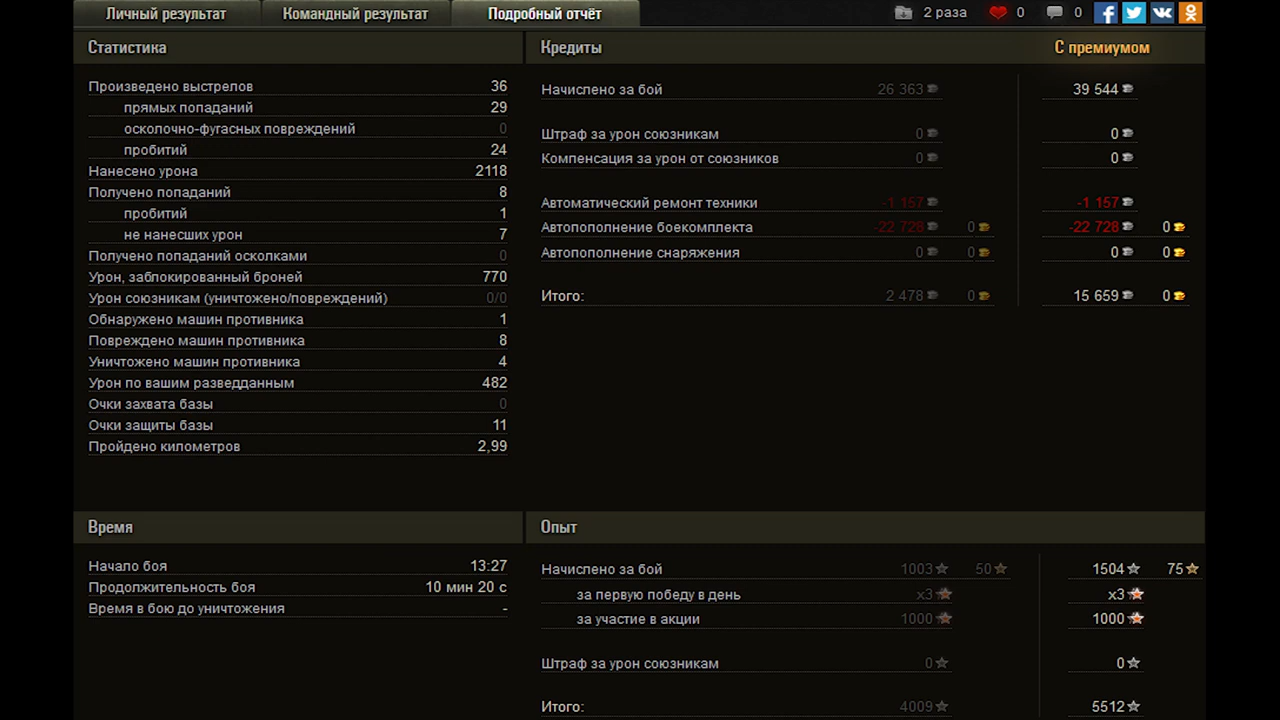 Личный результат Командный результат Подробный отчёт 2 раза 0 0
Статистика
Произведено выстрелов 36
прямых попаданий 29
осколочно-фугасных повреждений 0
пробитий 24
Нанесено урона 2118
Получено попаданий 8
пробитий 1
не нанесших урон 7
Получено попаданий осколками 0
Урон, заблокированный броней 770
Урон союзникам (уничтожено/повреждений) 0/0
Обнаружено машин противника 1
Повреждено машин противника 8
Уничтожено машин противника 4
Урон по вашим разведданным 482
Очки захвата базы 0
Очки защиты базы 11
Пройдено километров 2,99
Кредиты С премиумом
Начислено за бой 26 363 39 544
Штраф за урон союзникам 0 0
Компенсация за урон от союзников 0 0
Автоматический ремонт техники -1 157 -1 157
Автопополнение боекомплекта -22 728 0 -22 728 0
Автопополнение снаряжения 0 0 0 0
Итого: 2 478 0 15 659 0
Время
Начало боя 13:27
Продолжительность боя 10 мин 20 с
Время в бою до уничтожения -
Опыт
Начислено за бой 1003 50 1504 75
за первую победу в день x3 x3
за участие в акции 1000 1000
Штраф за урон союзникам 0 0
Итого: 4009 5512